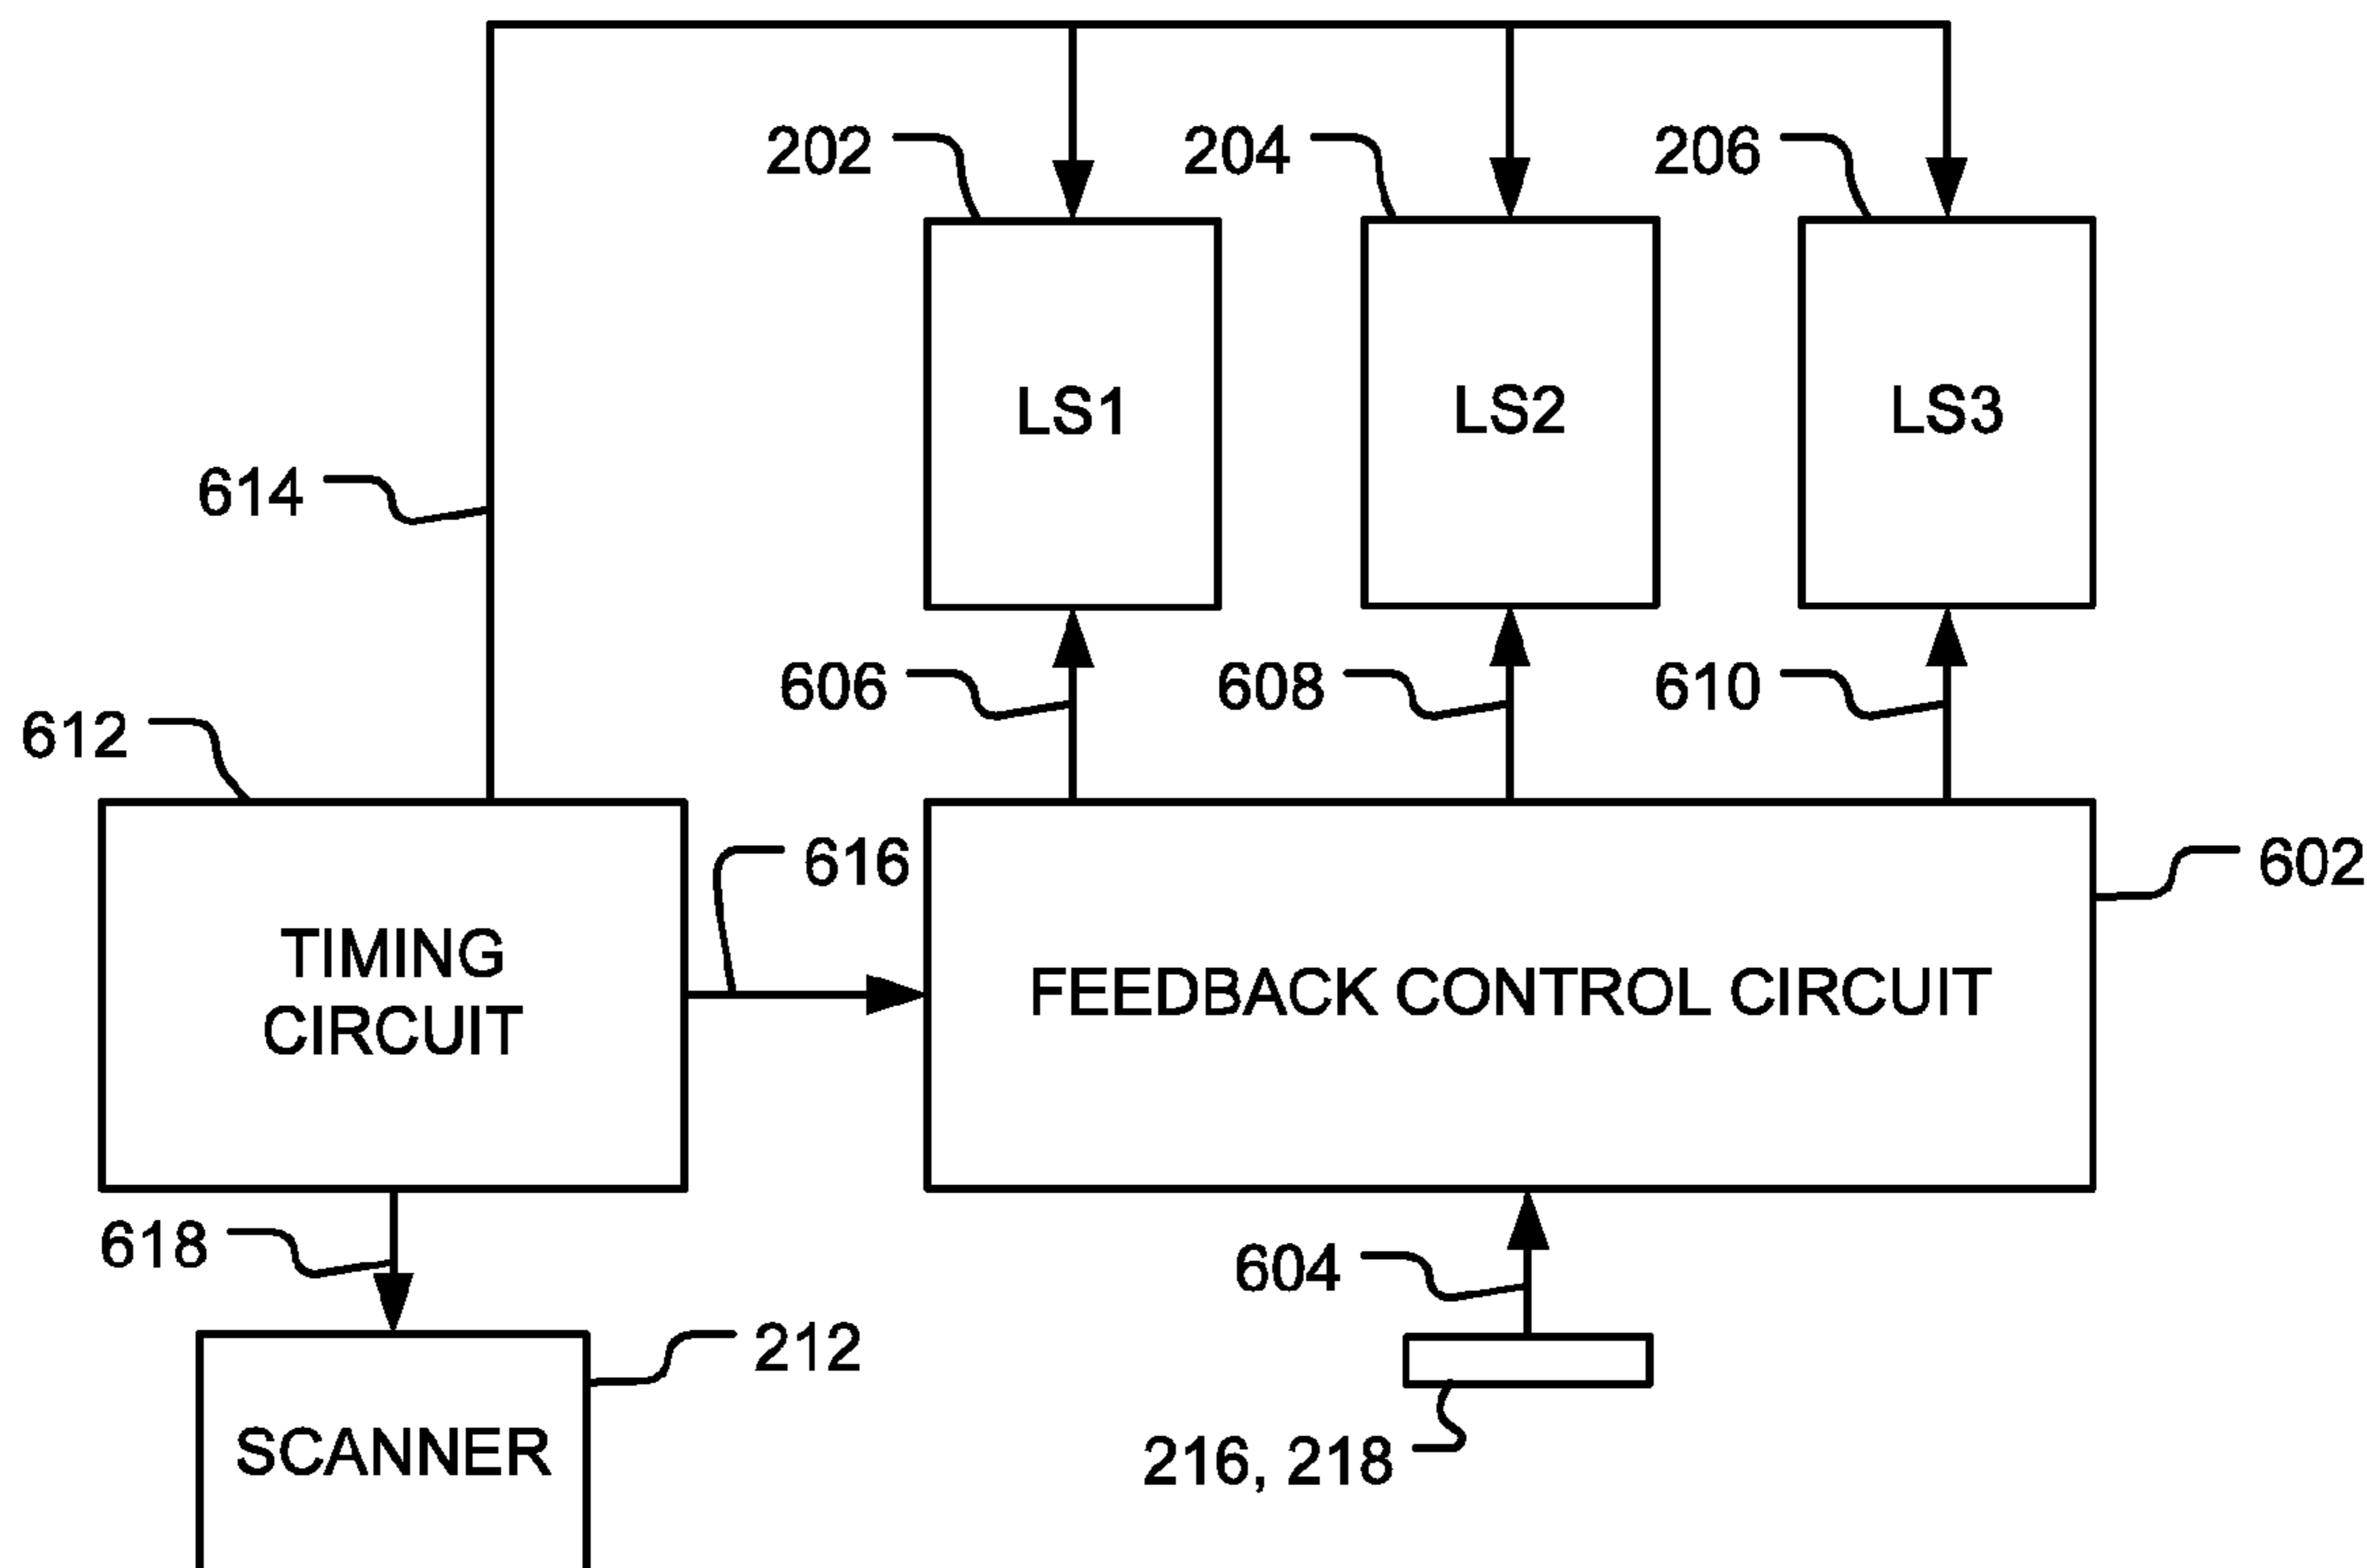 202
204
206
LS1
LS2
LS3
614
606
608
610
612
616
602
TIMING
CIRCUIT
FEEDBACK CONTROL CIRCUIT
618
604
212
SCANNER
216, 218